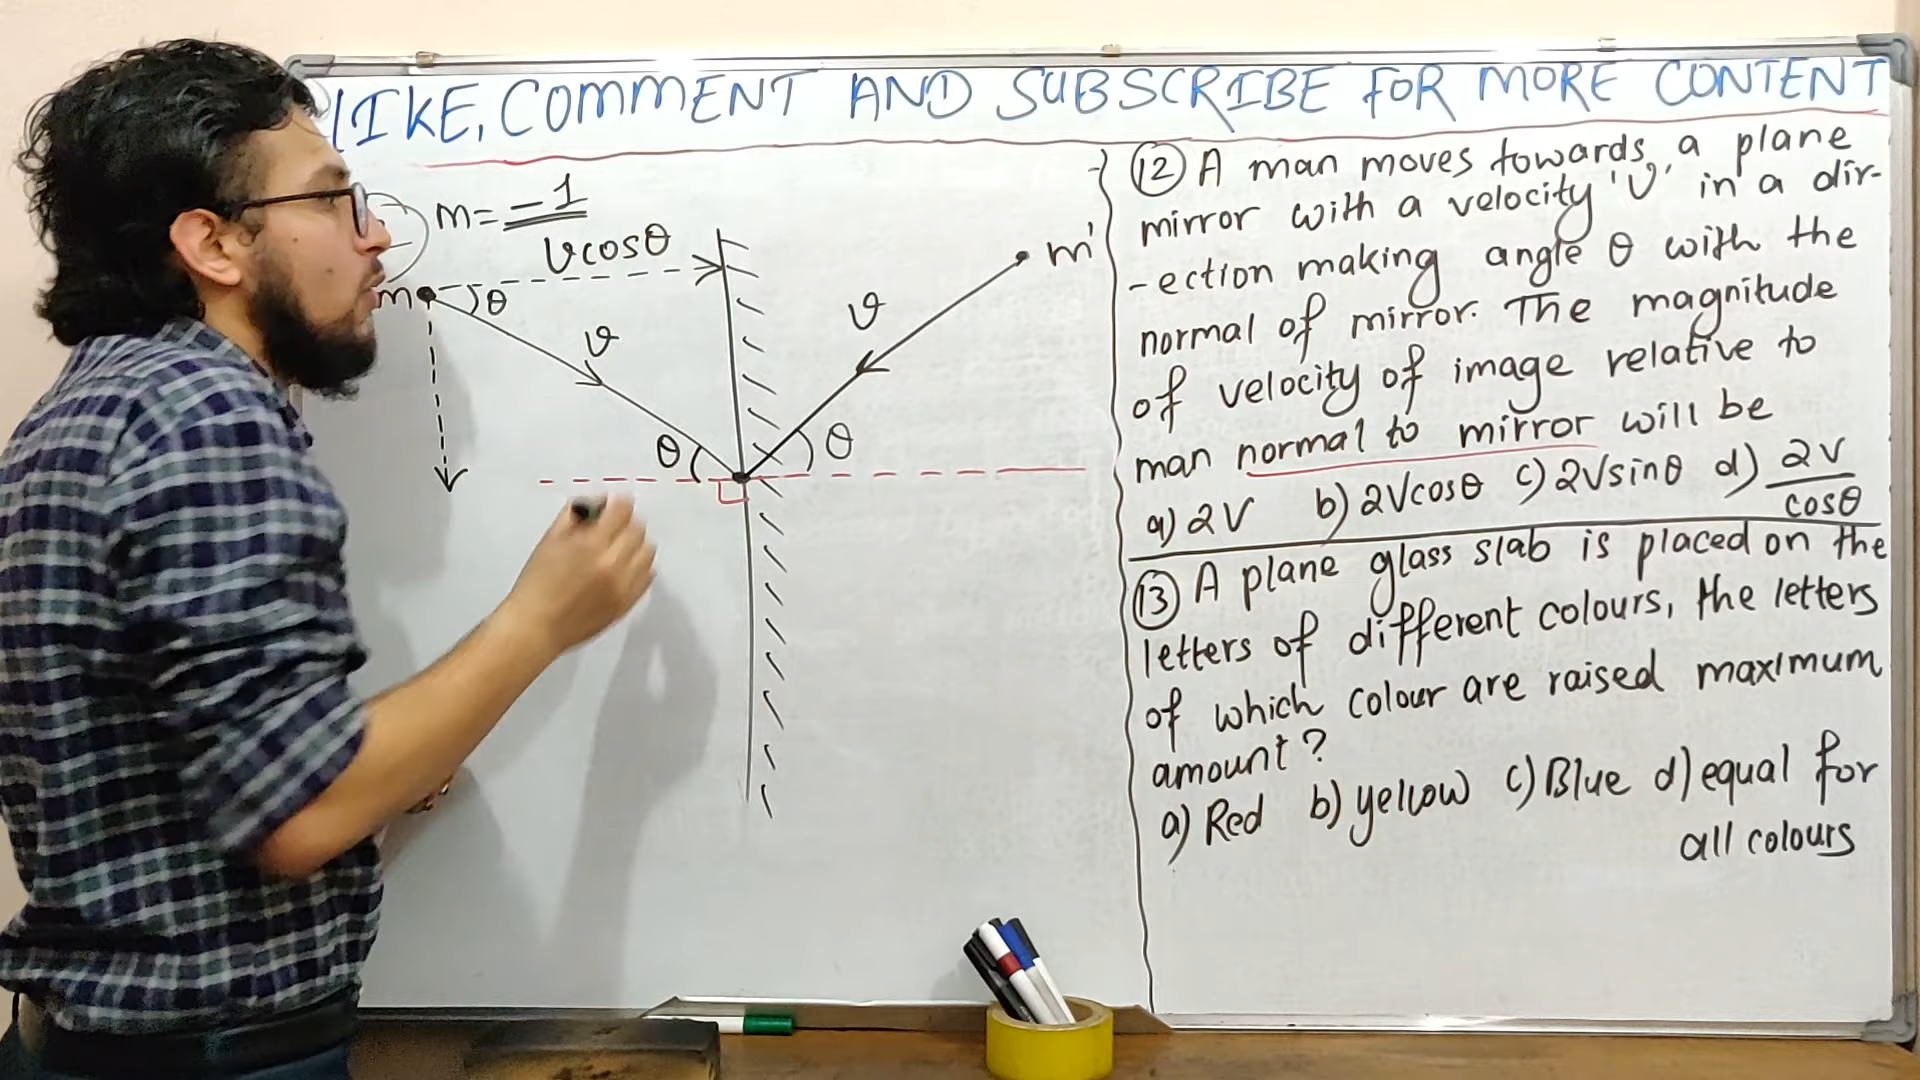 LIKE, COMMENT AND SUBSCRIBE FOR MORE CONTENT
m = -1
vcosθ
m
θ
v
θ
v
θ
m'
(12) A man moves towards a plane
mirror with a velocity 'V' in a dir-
-ection making angle θ with the
normal of mirror. The magnitude
of velocity of image relative to
man normal to mirror will be
a) 2V b) 2Vcosθ c) 2Vsinθ d) 2V/cosθ
(13) A plane glass slab is placed on the
letters of different colours, the letters
of which colour are raised maximum
amount?
a) Red b) yellow c) Blue d) equal for
all colours